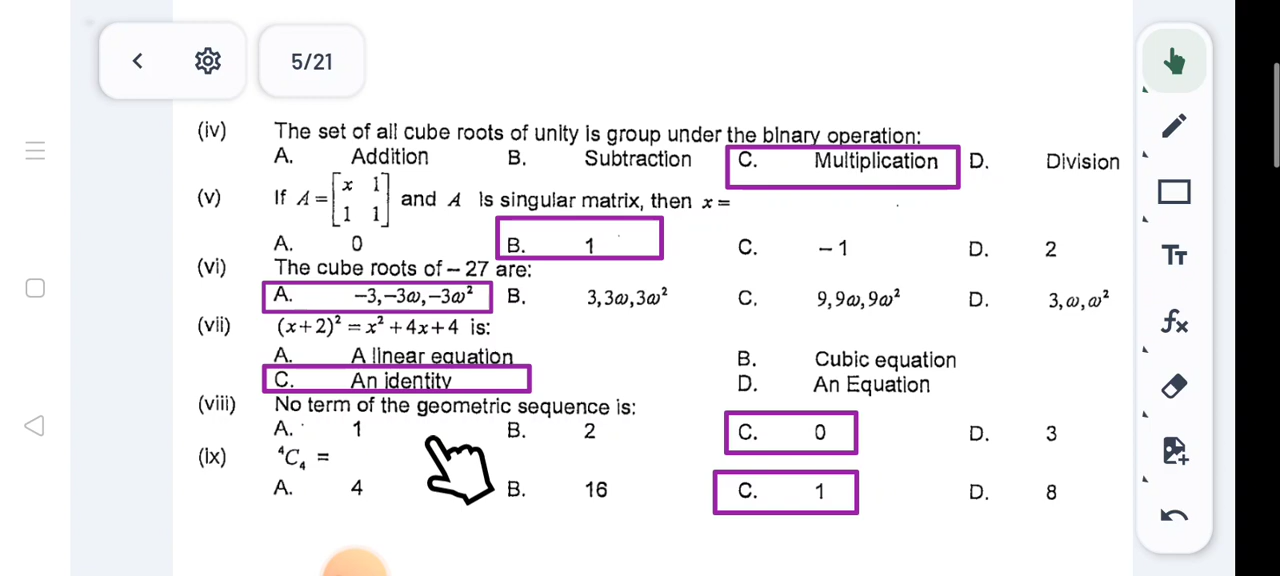 5/21
(iv) The set of all cube roots of unity is group under the binary operation:
A. Addition B. Subtraction C. Multiplication D. Division
(v) If A = [x 1; 1 1] and A Is singular matrix, then x =
A. 0 B. 1 C. – 1 D. 2
(vi) The cube roots of – 27 are:
A. –3,–3ω,–3ω² B. 3,3ω,3ω² C. 9,9ω,9ω² D. 3,ω,ω²
(vii) (x+2)² = x² +4x+4 is:
A. A linear equation B. Cubic equation
C. An identity D. An Equation
(viii) No term of the geometric sequence is:
A. 1 B. 2 C. 0 D. 3
(ix) ⁴C₄ =
A. 4 B. 16 C. 1 D. 8
Tт
fx